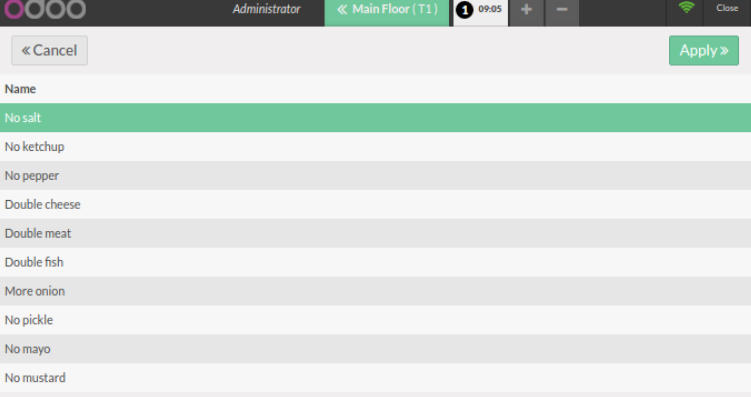 odoo Administrator « Main Floor ( T1 ) 1 09:05 + − Close
« Cancel Apply »
Name
No salt
No ketchup
No pepper
Double cheese
Double meat
Double fish
More onion
No pickle
No mayo
No mustard